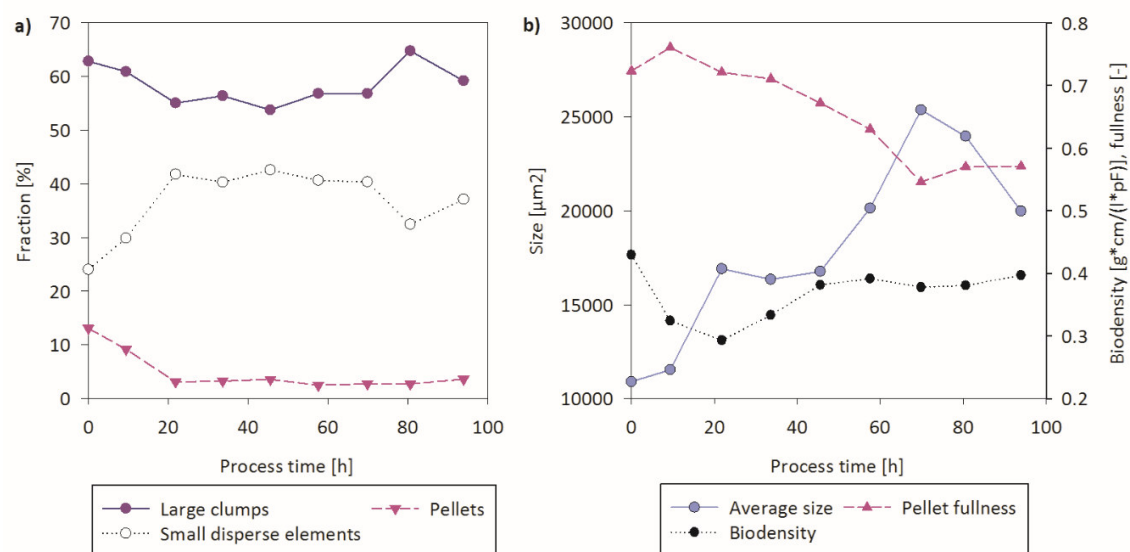 a)
70
60
50
40
30
20
10
0
Fraction [%]
0 20 40 60 80 100
Process time [h]
Large clumps Pellets
Small disperse elements
b)
30000
25000
20000
15000
10000
Size [µm2]
0.8
0.7
0.6
0.5
0.4
0.3
0.2
Biodensity [g*cm/(l*pF)], fullness [-]
0 20 40 60 80 100
Process time [h]
Average size Pellet fullness
Biodensity